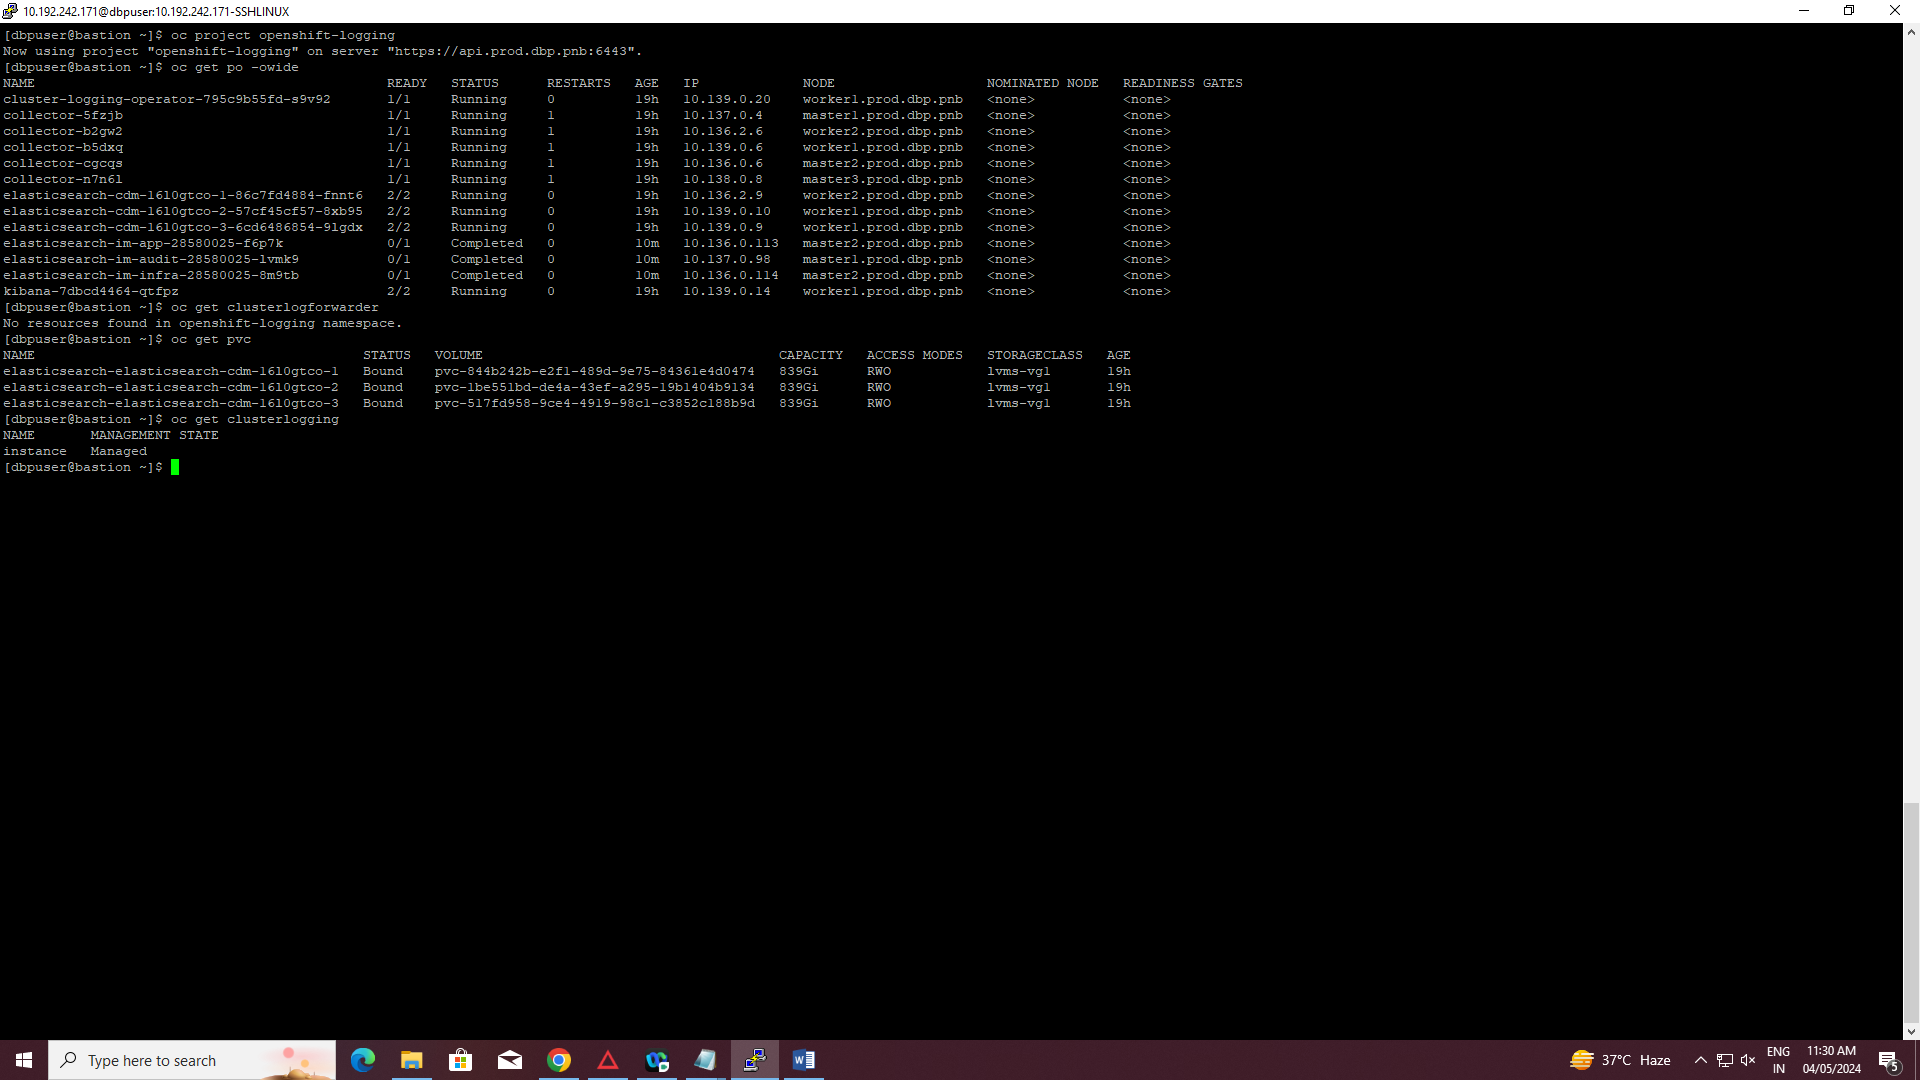 10.192.242.171@dbpuser:10.192.242.171-SSHLINUX
[dbpuser@bastion ~]$ oc project openshift-logging
Now using project "openshift-logging" on server "https://api.prod.dbp.pnb:6443".
[dbpuser@bastion ~]$ oc get po -owide
NAME READY STATUS RESTARTS AGE IP NODE NOMINATED NODE READINESS GATES
cluster-logging-operator-795c9b55fd-s9v92 1/1 Running 0 19h 10.139.0.20 worker1.prod.dbp.pnb <none> <none>
collector-5fzjb 1/1 Running 1 19h 10.137.0.4 master1.prod.dbp.pnb <none> <none>
collector-b2gw2 1/1 Running 1 19h 10.136.2.6 worker2.prod.dbp.pnb <none> <none>
collector-b5dxq 1/1 Running 1 19h 10.139.0.6 worker1.prod.dbp.pnb <none> <none>
collector-cgcqs 1/1 Running 1 19h 10.136.0.6 master2.prod.dbp.pnb <none> <none>
collector-n7n6l 1/1 Running 1 19h 10.138.0.8 master3.prod.dbp.pnb <none> <none>
elasticsearch-cdm-16l0gtco-1-86c7fd4884-fnnt6 2/2 Running 0 19h 10.136.2.9 worker2.prod.dbp.pnb <none> <none>
elasticsearch-cdm-16l0gtco-2-57cf45cf57-8xb95 2/2 Running 0 19h 10.139.0.10 worker1.prod.dbp.pnb <none> <none>
elasticsearch-cdm-16l0gtco-3-6cd6486854-9lgdx 2/2 Running 0 19h 10.139.0.9 worker1.prod.dbp.pnb <none> <none>
elasticsearch-im-app-28580025-f6p7k 0/1 Completed 0 10m 10.136.0.113 master2.prod.dbp.pnb <none> <none>
elasticsearch-im-audit-28580025-lvmk9 0/1 Completed 0 10m 10.137.0.98 master1.prod.dbp.pnb <none> <none>
elasticsearch-im-infra-28580025-8m9tb 0/1 Completed 0 10m 10.136.0.114 master2.prod.dbp.pnb <none> <none>
kibana-7dbcd4464-qtfpz 2/2 Running 0 19h 10.139.0.14 worker1.prod.dbp.pnb <none> <none>
[dbpuser@bastion ~]$ oc get clusterlogforwarder
No resources found in openshift-logging namespace.
[dbpuser@bastion ~]$ oc get pvc
NAME STATUS VOLUME CAPACITY ACCESS MODES STORAGECLASS AGE
elasticsearch-elasticsearch-cdm-16l0gtco-1 Bound pvc-844b242b-e2f1-489d-9e75-84361e4d0474 839Gi RWO lvms-vg1 19h
elasticsearch-elasticsearch-cdm-16l0gtco-2 Bound pvc-1be551bd-de4a-43ef-a295-19b1404b9134 839Gi RWO lvms-vg1 19h
elasticsearch-elasticsearch-cdm-16l0gtco-3 Bound pvc-517fd958-9ce4-4919-98c1-c3852c188b9d 839Gi RWO lvms-vg1 19h
[dbpuser@bastion ~]$ oc get clusterlogging
NAME MANAGEMENT STATE
instance Managed
[dbpuser@bastion ~]$
Type here to search
37°C Haze
ENG
IN
11:30 AM
04/05/2024
5